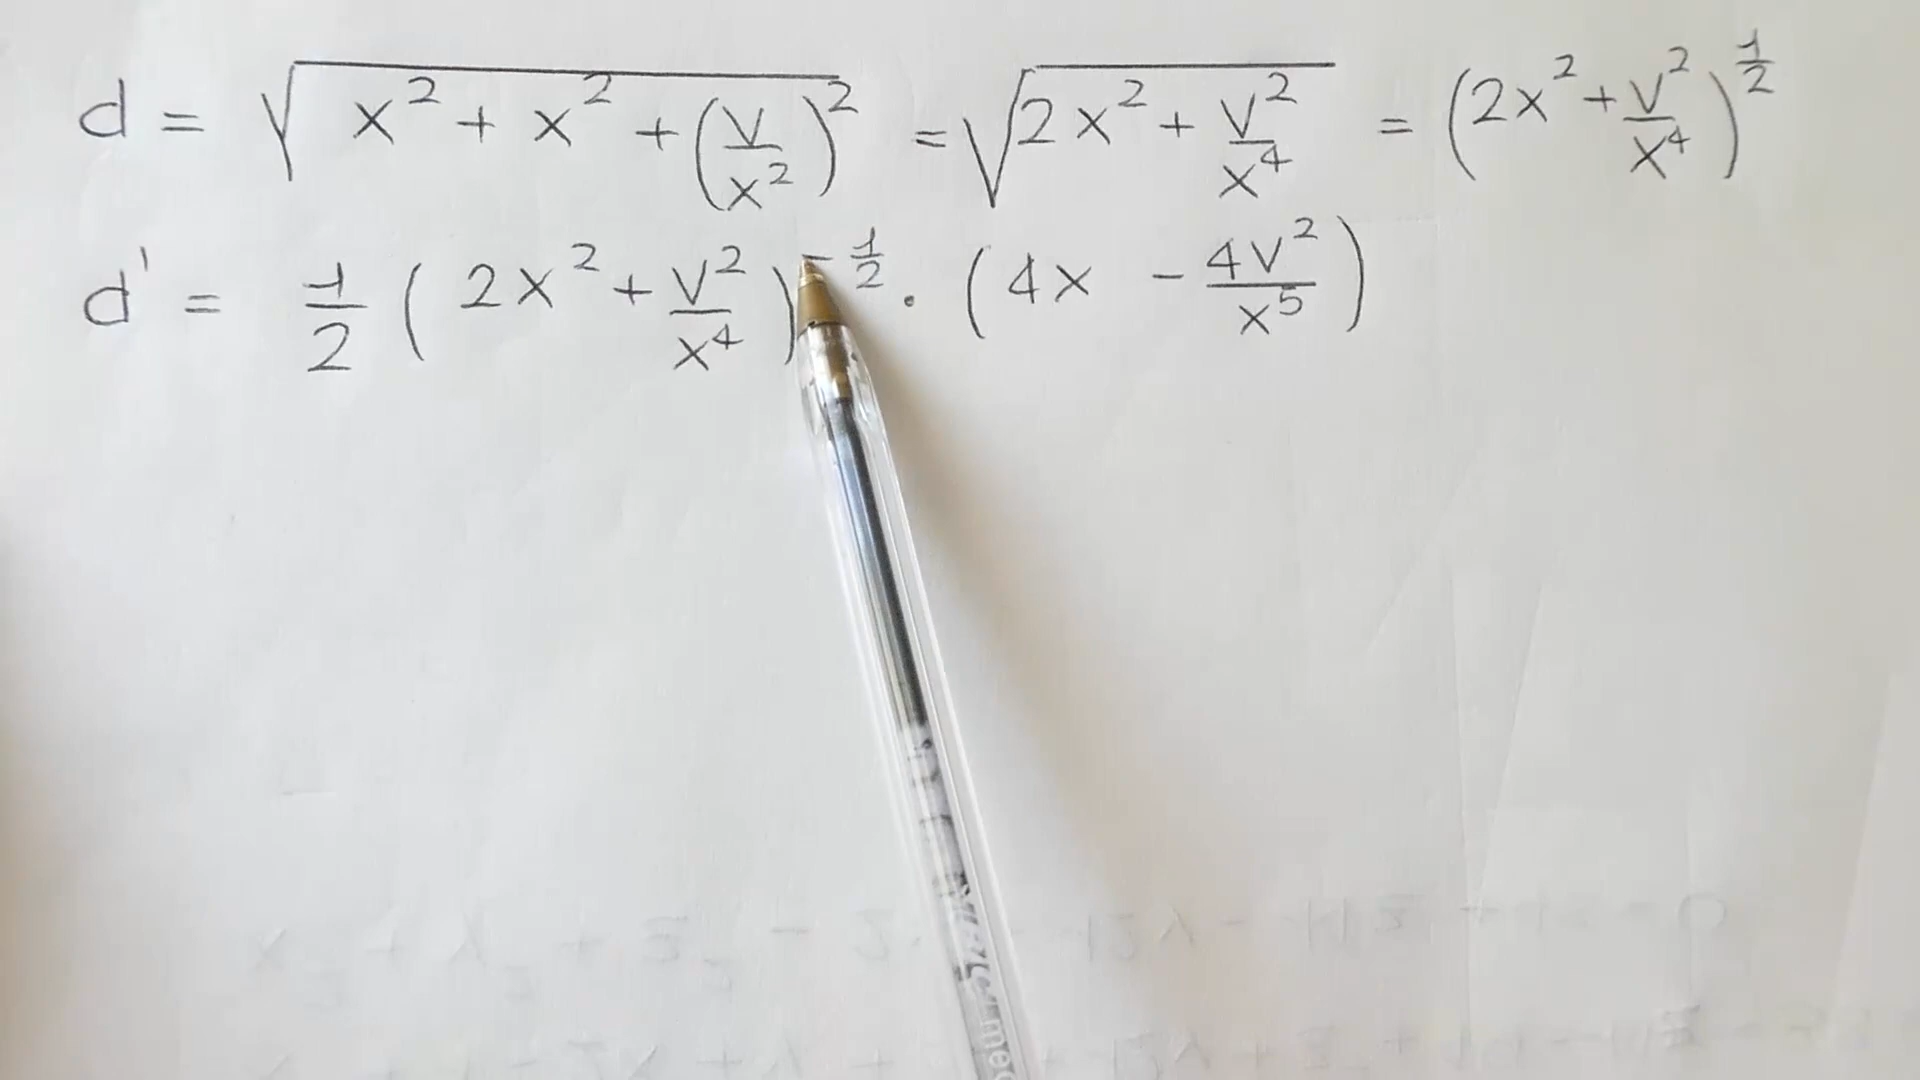 d = √(x² + x² + (v/x²)²) = √(2x² + v²/x⁴) = (2x² + v²/x⁴)^(1/2)
d' = 1/2 (2x² + v²/x⁴)^(-1/2) · (4x - 4v²/x⁵)